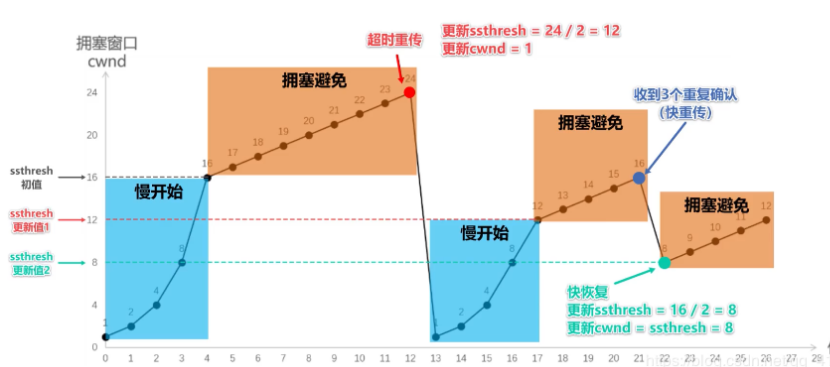 更新ssthresh = 24 / 2 = 12
更新cwnd = 1
超时重传
拥塞窗口
cwnd
24
20
16
12
8
4
0
ssthresh
初值
ssthresh
更新值1
ssthresh
更新值2
慢开始
拥塞避免
慢开始
拥塞避免
收到3个重复确认
(快重传)
拥塞避免
快恢复
更新ssthresh = 16 / 2 = 8
更新cwnd = ssthresh = 8
1 2 4 8 16 17 18 19 20 21 22 23 24
1 2 4 8 12 13 14 15 16
8 9 10 11 12
0 1 2 3 4 5 6 7 8 9 10 11 12 13 14 15 16 17 18 19 20 21 22 23 24 25 26 27 28